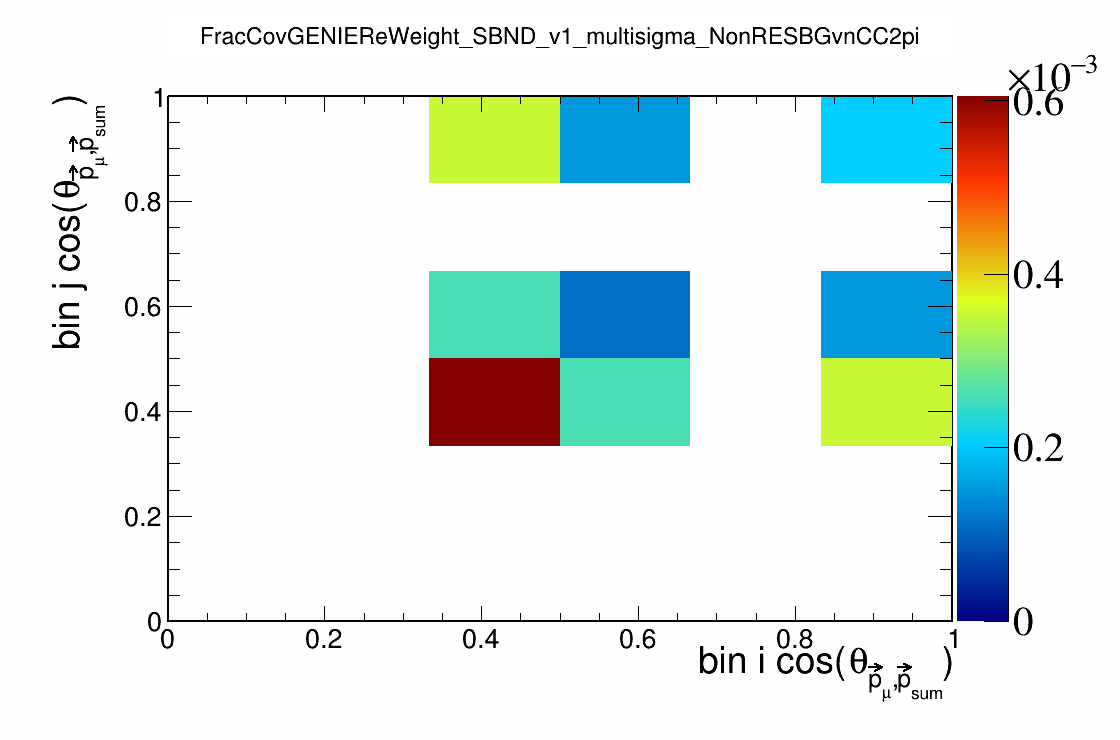 FracCovGENIEReWeight_SBND_v1_multisigma_NonRESBGvnCC2pi
×10−3
bin j cos(θp⃗μ,p⃗sum)
1
0.8
0.6
0.4
0.2
0
0 0.2 0.4 0.6 0.8 1
bin i cos(θp⃗μ,p⃗sum)
0.6
0.4
0.2
0